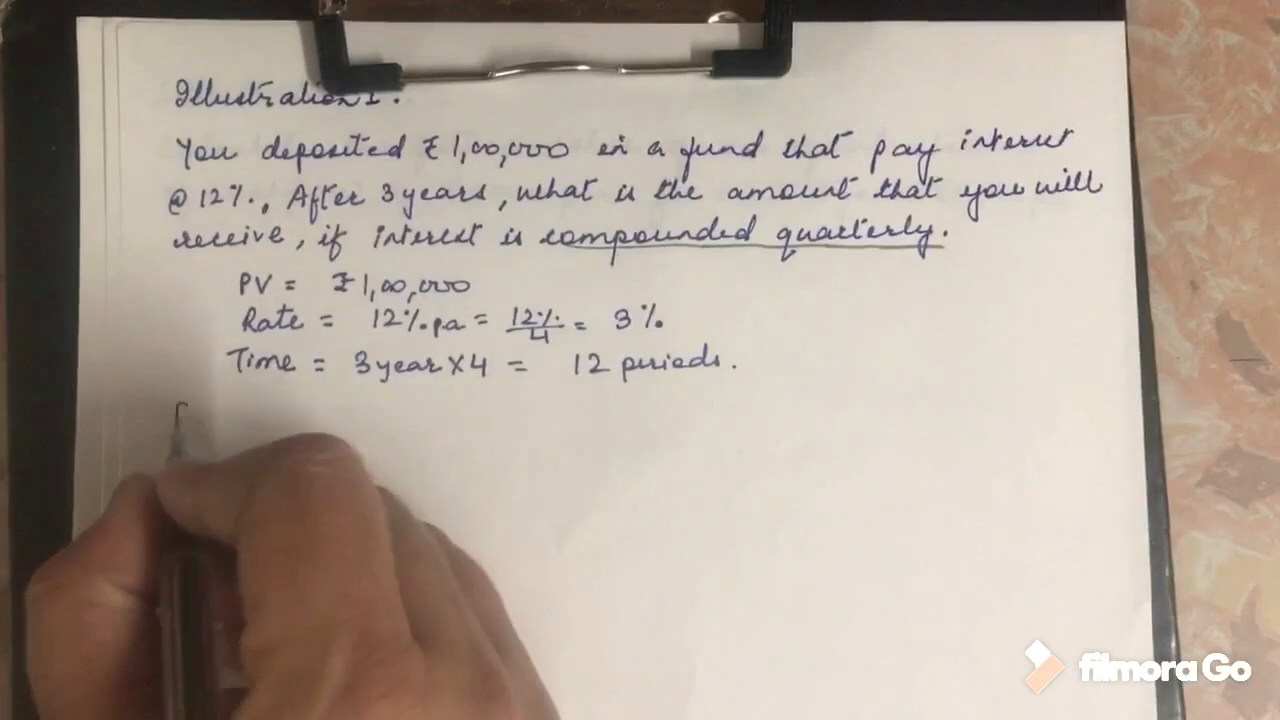 Illustration 1.
You deposited ₹1,00,000 in a fund that pay interest
@ 12%. After 3 years, what is the amount that you will
receive, if interest is compounded quarterly.
PV = ₹1,00,000
Rate = 12% pa = 12%/4 = 3%
Time = 3 year × 4 = 12 periods.
filmora Go